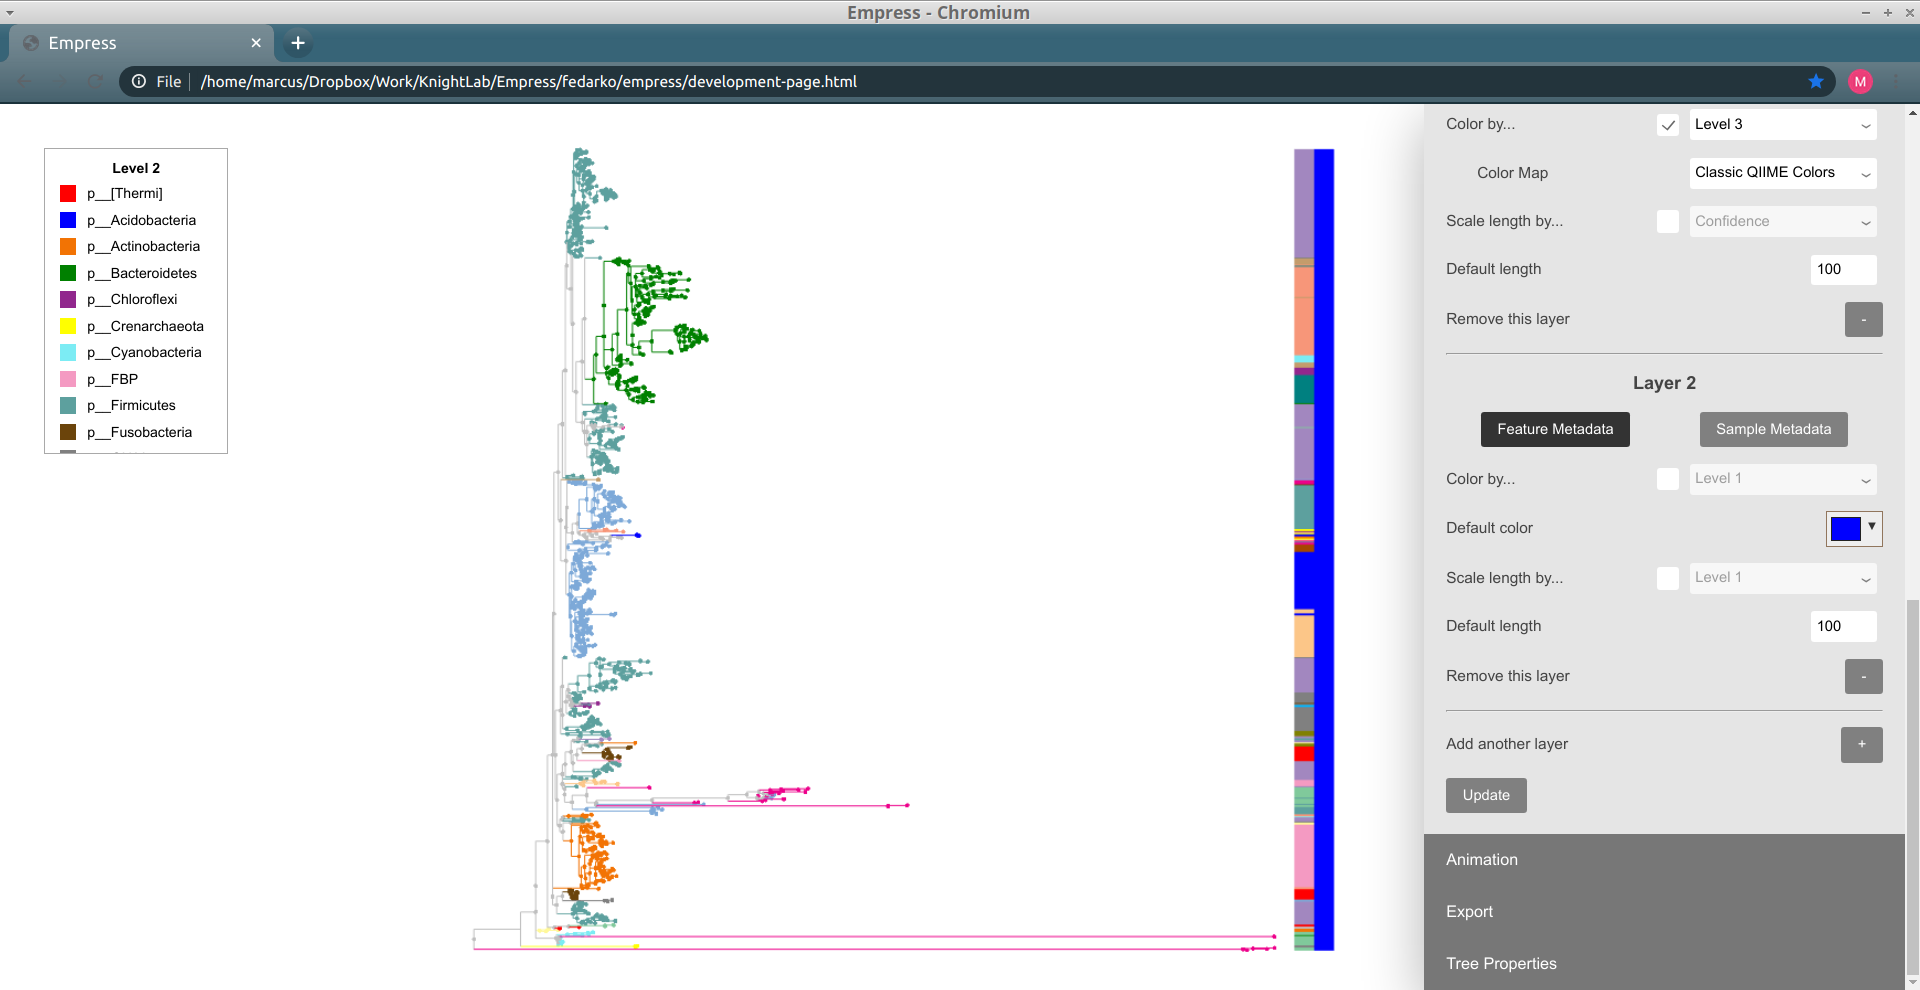 Empress - Chromium
Empress
File /home/marcus/Dropbox/Work/KnightLab/Empress/fedarko/empress/development-page.html
M
Level 2
p__[Thermi]
p__Acidobacteria
p__Actinobacteria
p__Bacteroidetes
p__Chloroflexi
p__Crenarchaeota
p__Cyanobacteria
p__FBP
p__Firmicutes
p__Fusobacteria
Color by... Level 3
Color Map Classic QIIME Colors
Scale length by... Confidence
Default length 100
Remove this layer -
Layer 2
Feature Metadata Sample Metadata
Color by... Level 1
Default color
Scale length by... Level 1
Default length 100
Remove this layer -
Add another layer +
Update
Animation
Export
Tree Properties